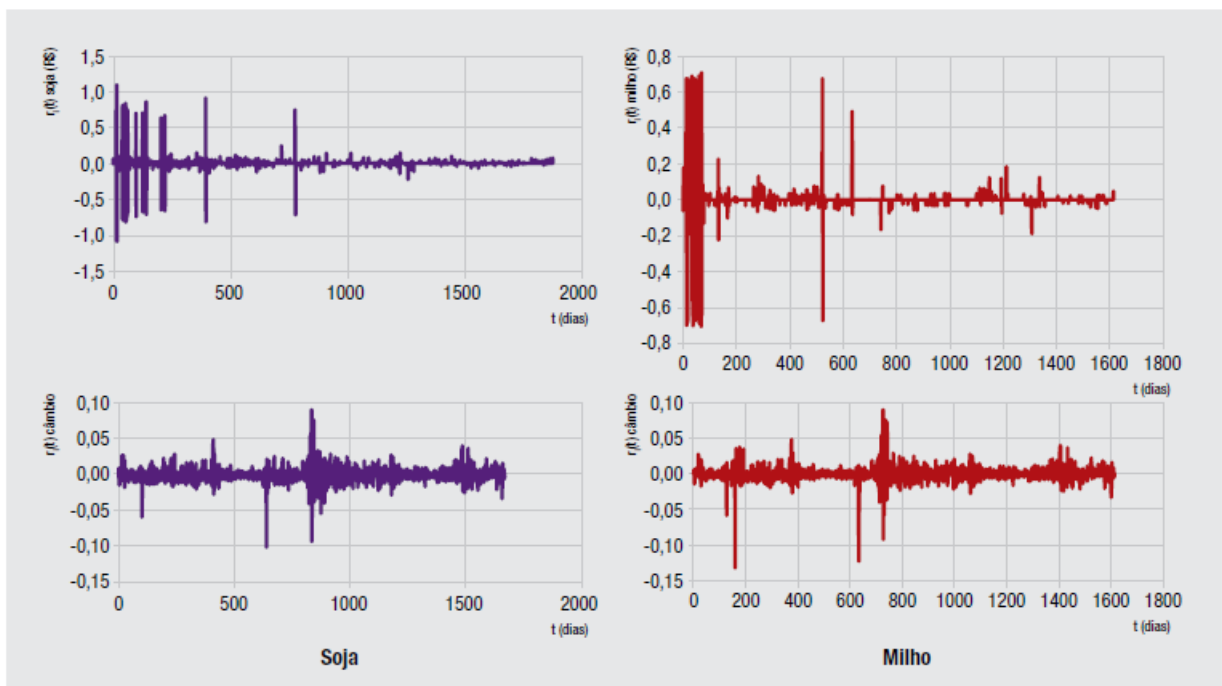 rᵢ(t) soja (R$)
1,5
1,0
0,5
0,0
-0,5
-1,0
-1,5
0 500 1000 1500 2000
t (dias)
rᵢ(t) milho (R$)
0,8
0,6
0,4
0,2
0,0
-0,2
-0,4
-0,6
-0,8
0 200 400 600 800 1000 1200 1400 1600 1800
t (dias)
rᵢ(t) câmbio
0,10
0,05
0,00
-0,05
-0,10
-0,15
0 500 1000 1500 2000
t (dias)
Soja
rᵢ(t) câmbio
0,10
0,05
0,00
-0,05
-0,10
-0,15
0 200 400 600 800 1000 1200 1400 1600 1800
t (dias)
Milho